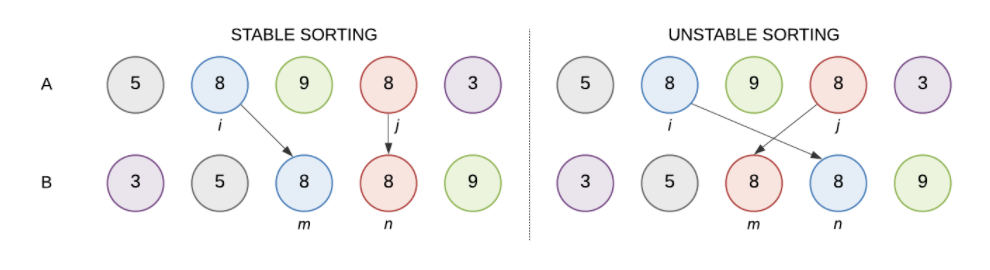 STABLE SORTING UNSTABLE SORTING
A 5 8 9 8 3 5 8 9 8 3
i j i j
B 3 5 8 8 9 3 5 8 8 9
m n m n